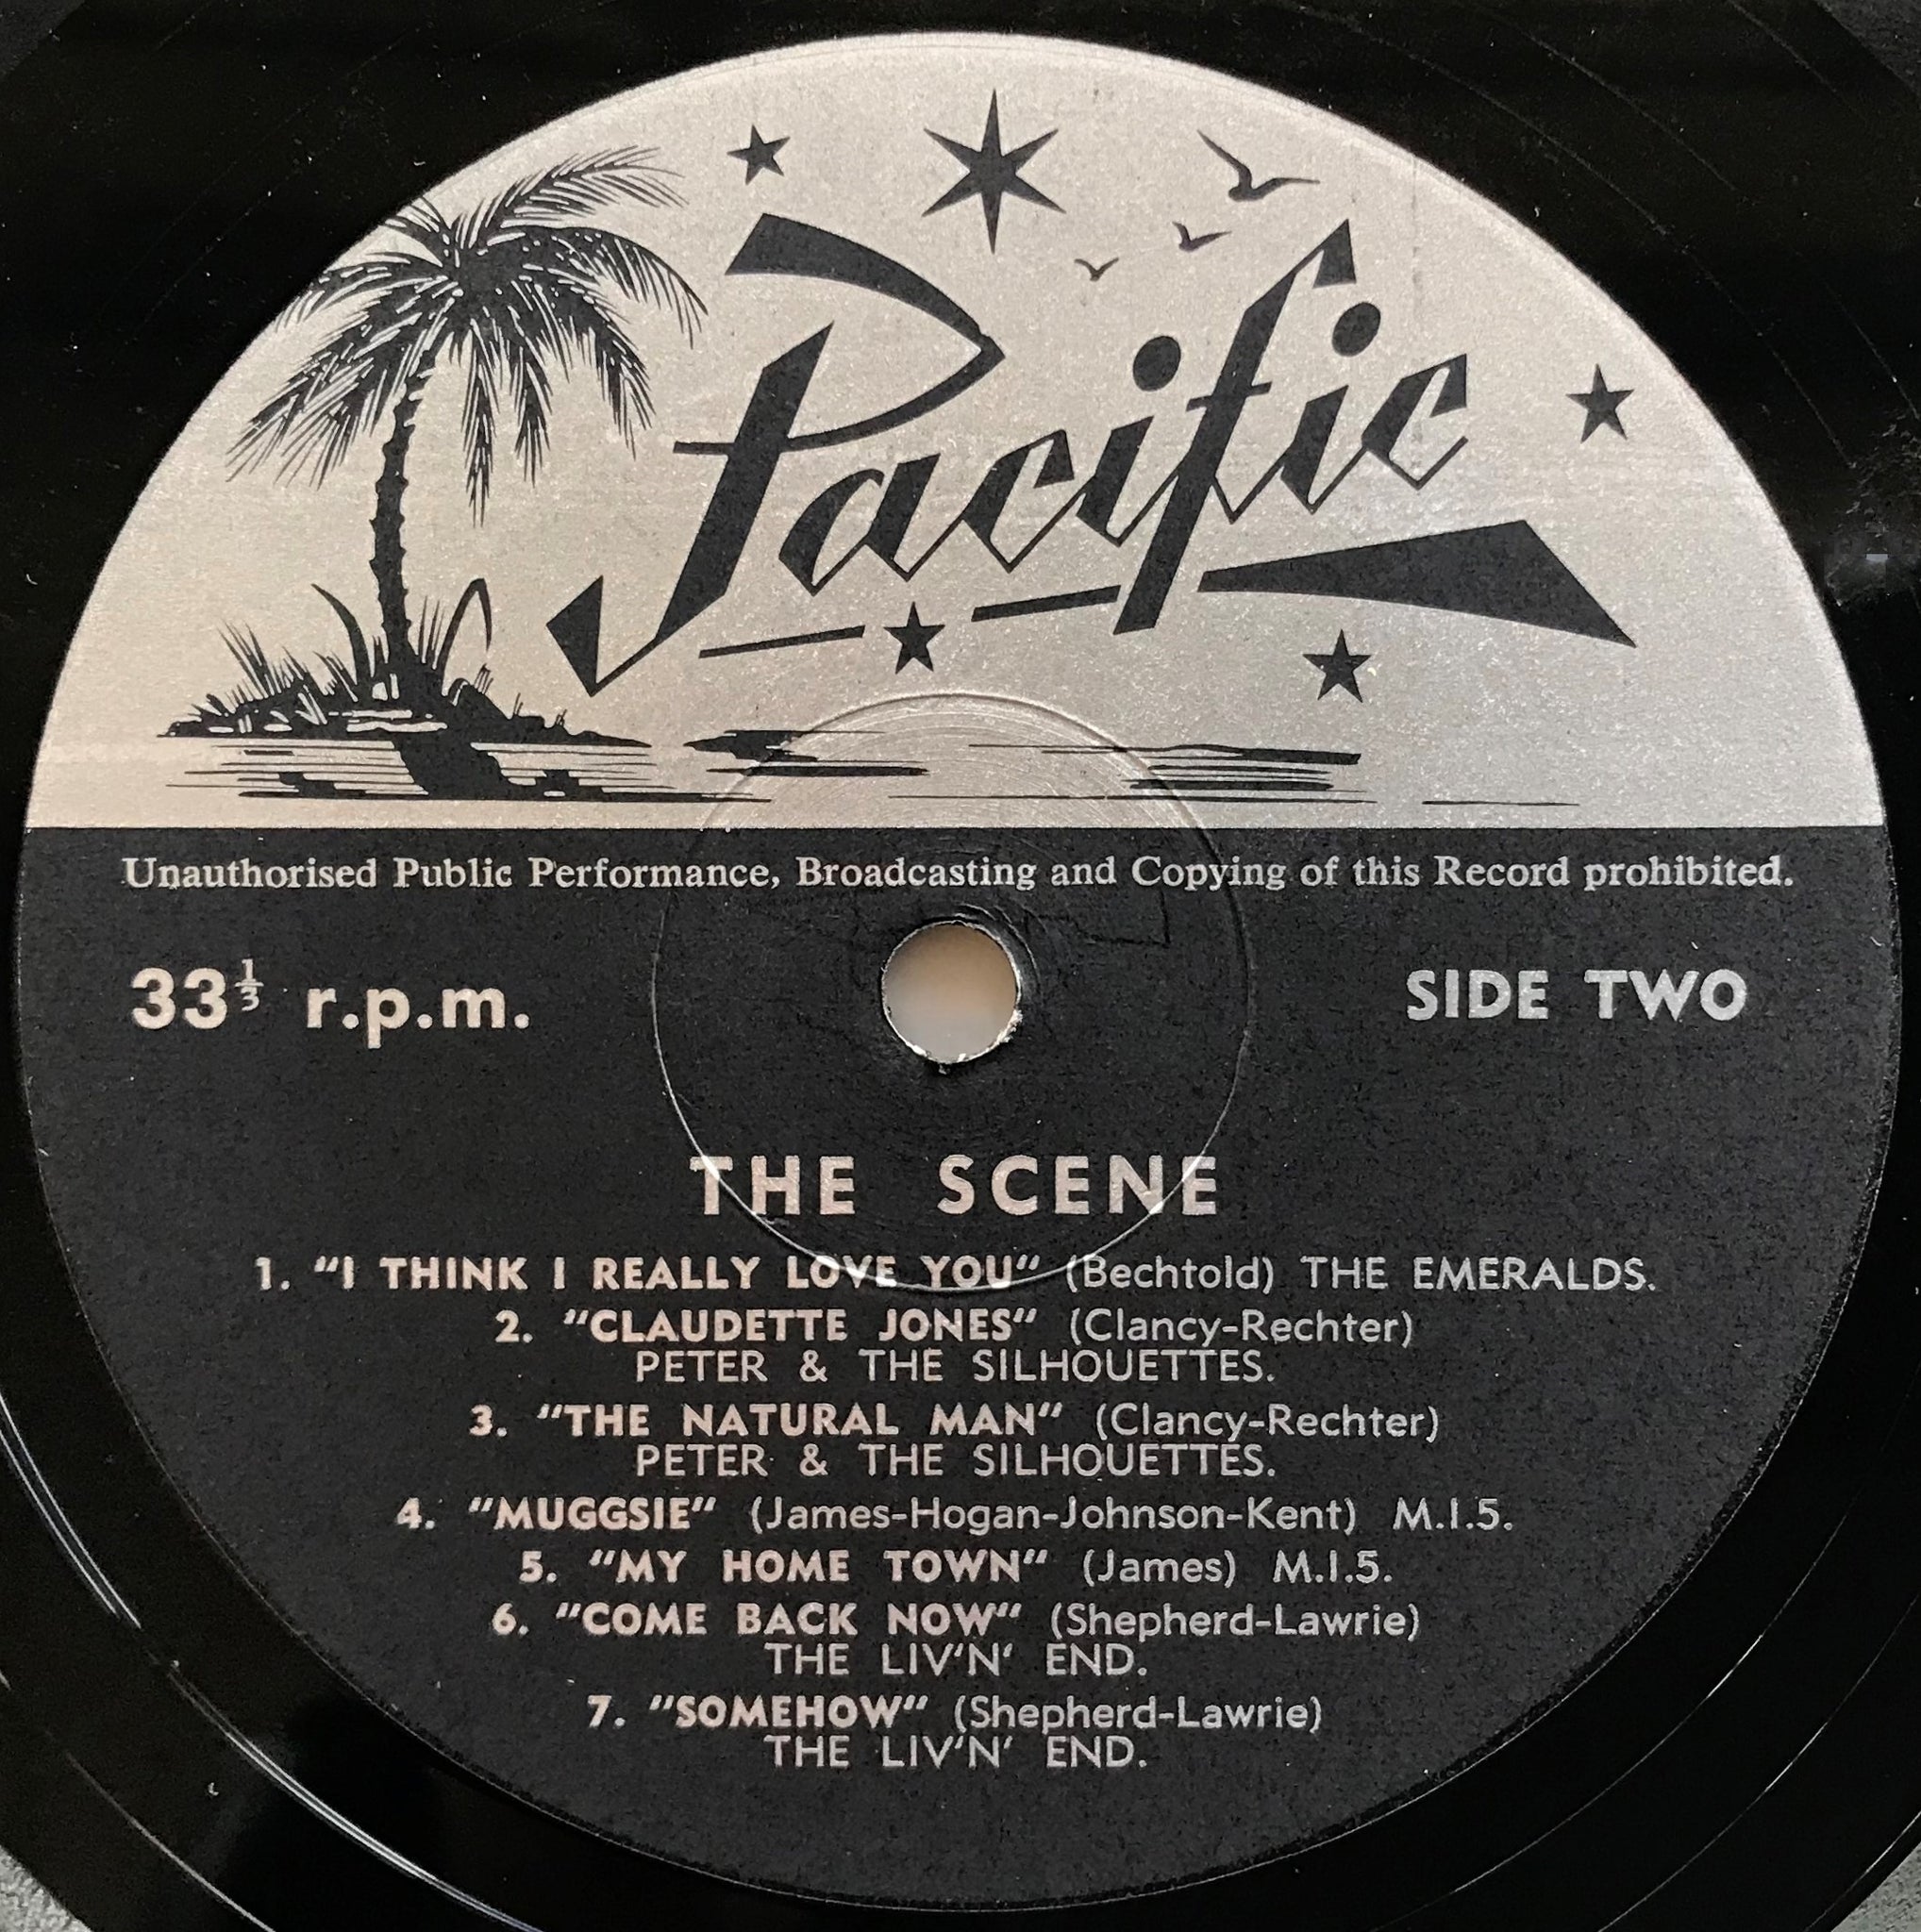 Pacific
Unauthorised Public Performance, Broadcasting and Copying of this Record prohibited.
33⅓ r.p.m.
SIDE TWO
THE SCENE
1. "I THINK I REALLY LOVE YOU" (Bechtold) THE EMERALDS.
2. "CLAUDETTE JONES" (Clancy-Rechter)
PETER & THE SILHOUETTES.
3. "THE NATURAL MAN" (Clancy-Rechter)
PETER & THE SILHOUETTES.
4. "MUGGSIE" (James-Hogan-Johnson-Kent) M.I.5.
5. "MY HOME TOWN" (James) M.I.5.
6. "COME BACK NOW" (Shepherd-Lawrie)
THE LIV'N' END.
7. "SOMEHOW" (Shepherd-Lawrie)
THE LIV'N' END.